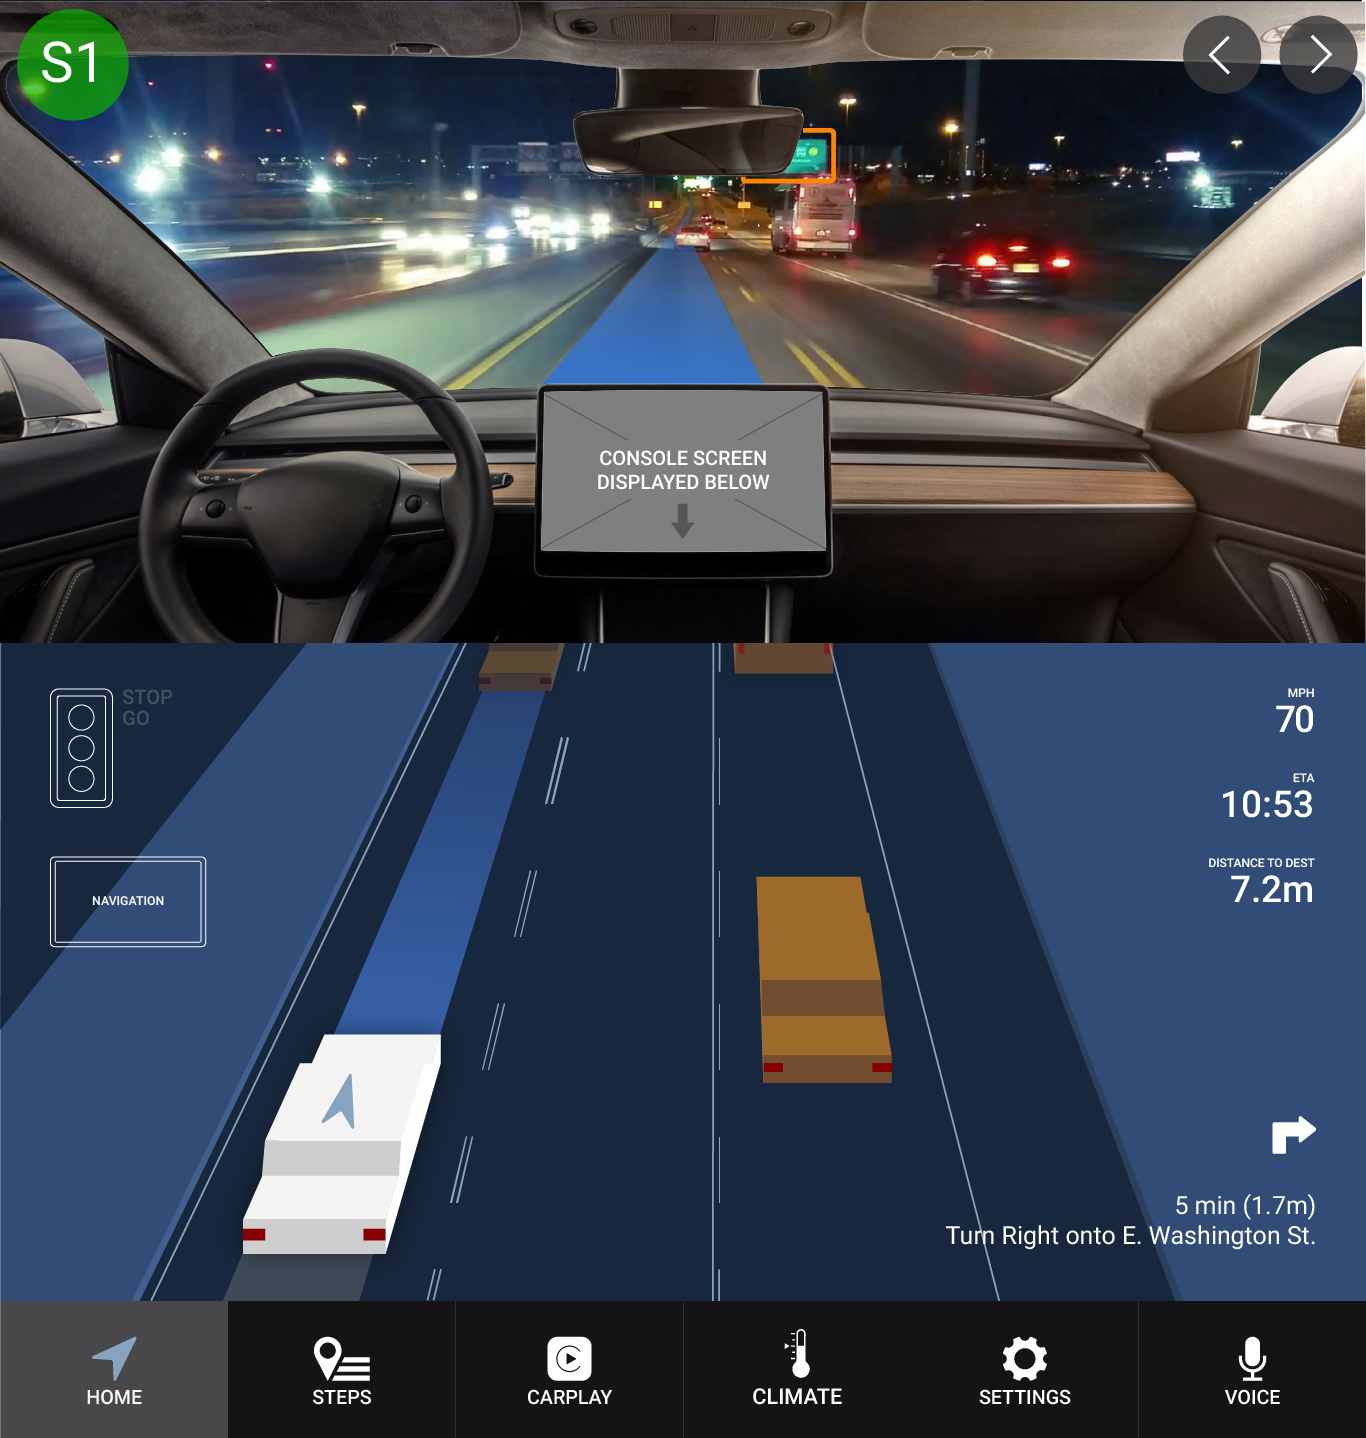 S1
CONSOLE SCREEN
DISPLAYED BELOW
STOP
GO
NAVIGATION
MPH
70
ETA
10:53
DISTANCE TO DEST
7.2m
5 min (1.7m)
Turn Right onto E. Washington St.
HOME
STEPS
CARPLAY
CLIMATE
SETTINGS
VOICE